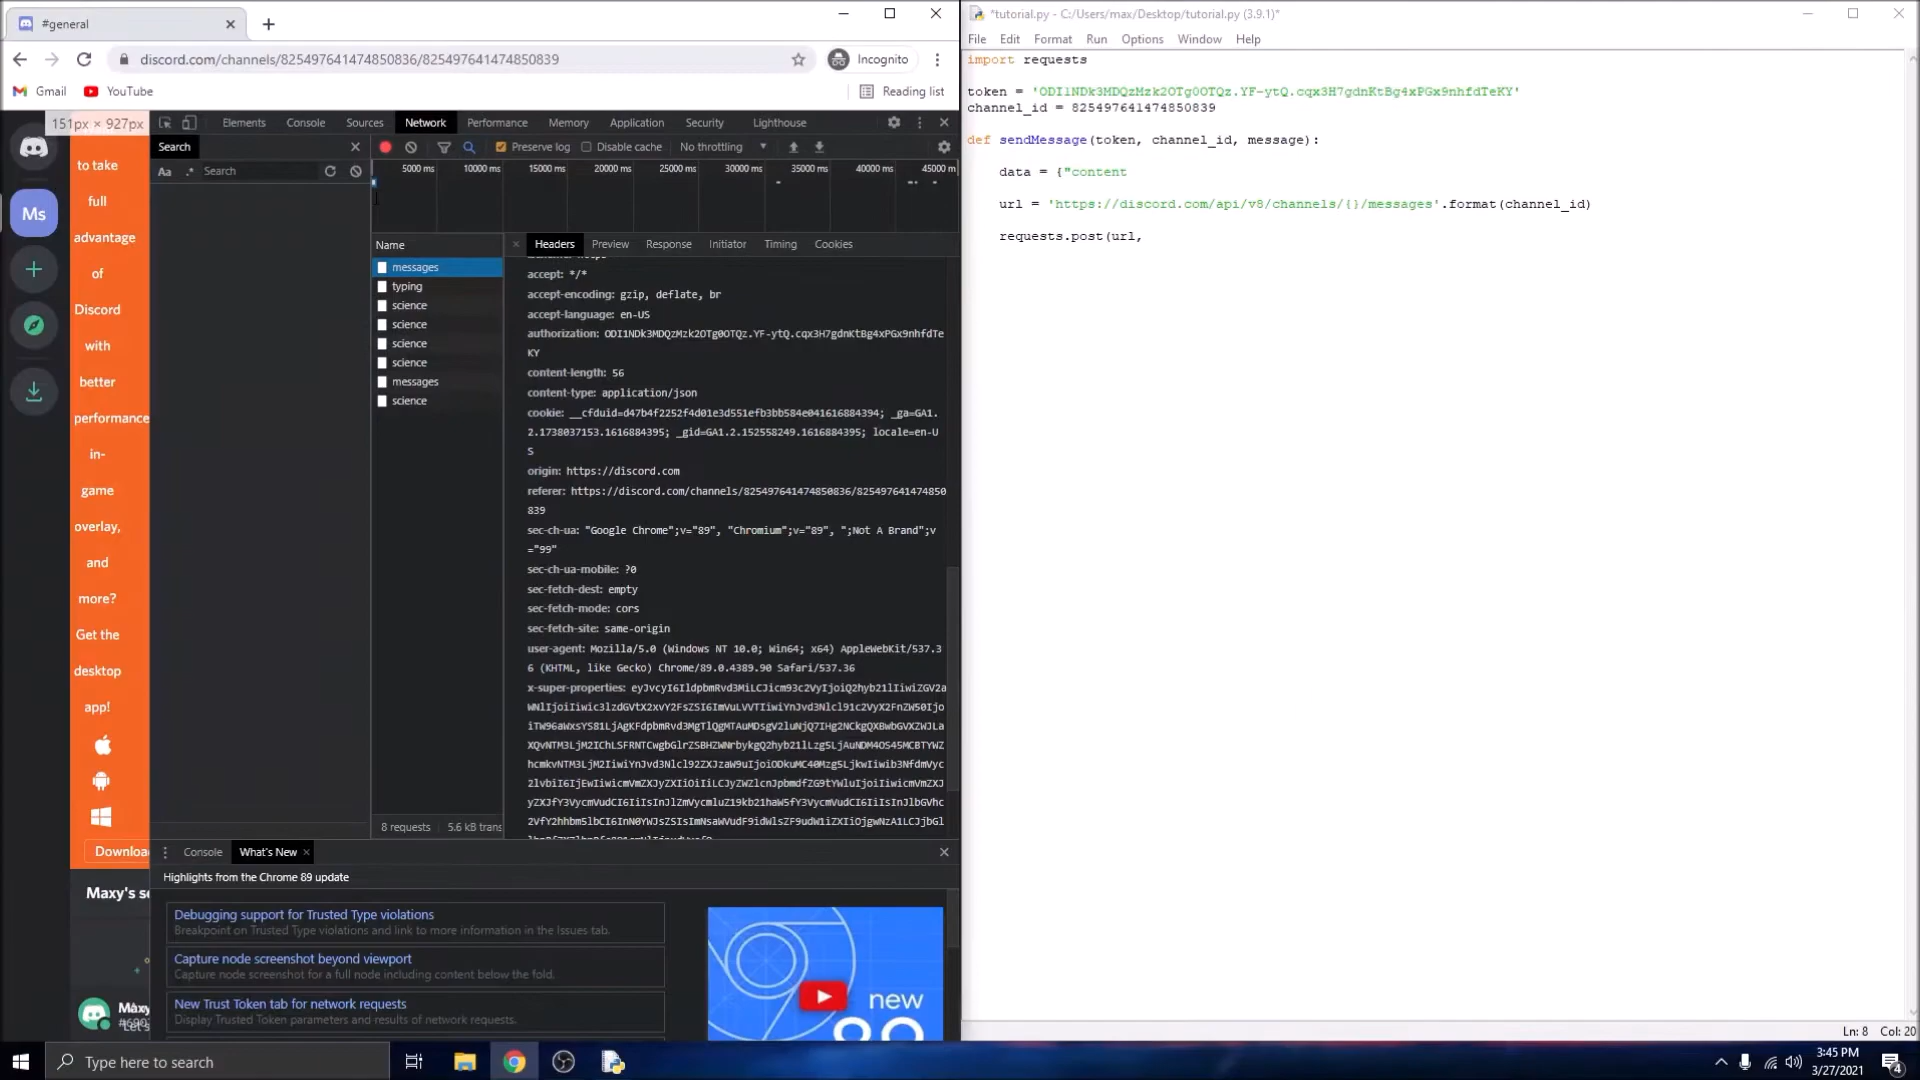 #general
discord.com/channels/825497641474850836/825497641474850839
Incognito
Gmail
YouTube
Reading list
151px × 927px
Elements
Console
Sources
Network
Performance
Memory
Application
Security
Lighthouse
Search
Preserve log
Disable cache
No throttling
Aa
.*
Search
5000 ms
10000 ms
15000 ms
20000 ms
25000 ms
30000 ms
35000 ms
40000 ms
45000 m
Name
Headers
Preview
Response
Initiator
Timing
Cookies
messages
typing
science
science
science
science
messages
science
8 requests
5.6 kB trans
accept: */*
accept-encoding: gzip, deflate, br
accept-language: en-US
content-length: 56
content-type: application/json
origin: https://discord.com
referer: https://discord.com/channels/825497641474850836/825497641474850
839
sec-ch-ua: "Google Chrome";v="89", "Chromium";v="89", ";Not A Brand";v
="99"
sec-ch-ua-mobile: ?0
sec-fetch-dest: empty
sec-fetch-mode: cors
sec-fetch-site: same-origin
user-agent: Mozilla/5.0 (Windows NT 10.0; Win64; x64) AppleWebKit/537.3
6 (KHTML, like Gecko) Chrome/89.0.4389.90 Safari/537.36
x-super-properties:
Ms
to take
full
advantage
of
Discord
with
better
performance
in-
game
overlay,
and
more?
Get the
desktop
app!
Downloa
Maxy's se
Console
What's New
Highlights from the Chrome 89 update
Debugging support for Trusted Type violations
Breakpoint on Trusted Type violations and link to more information in the Issues tab.
Capture node screenshot beyond viewport
Capture node screenshot for a full node including content below the fold.
New Trust Token tab for network requests
Display Trusted Token parameters and results of network requests.
new
89
*tutorial.py - C:/Users/max/Desktop/tutorial.py (3.9.1)*
File Edit Format Run Options Window Help
import requests
token =
channel_id = 825497641474850839
def sendMessage(token, channel_id, message):
data = {"content
url = 'https://discord.com/api/v8/channels/{}/messages'.format(channel_id)
requests.post(url,
Ln: 8 Col: 20
Type here to search
3:45 PM
3/27/2021
4